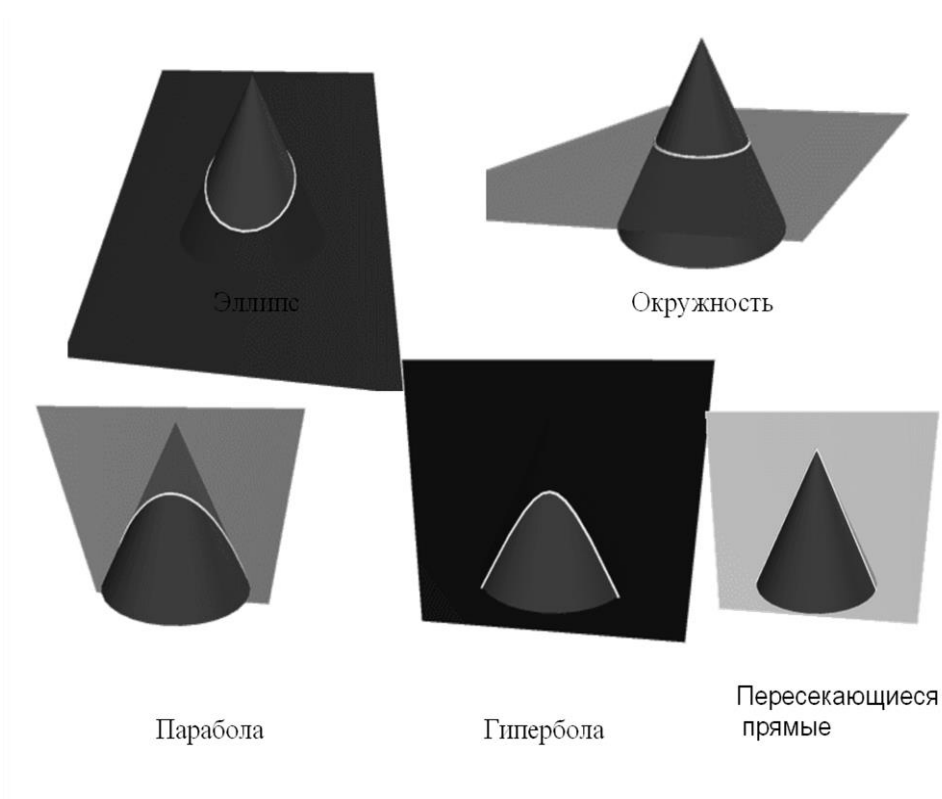 Эллипс
Окружность
Парабола
Гипербола
Пересекающиеся
прямые